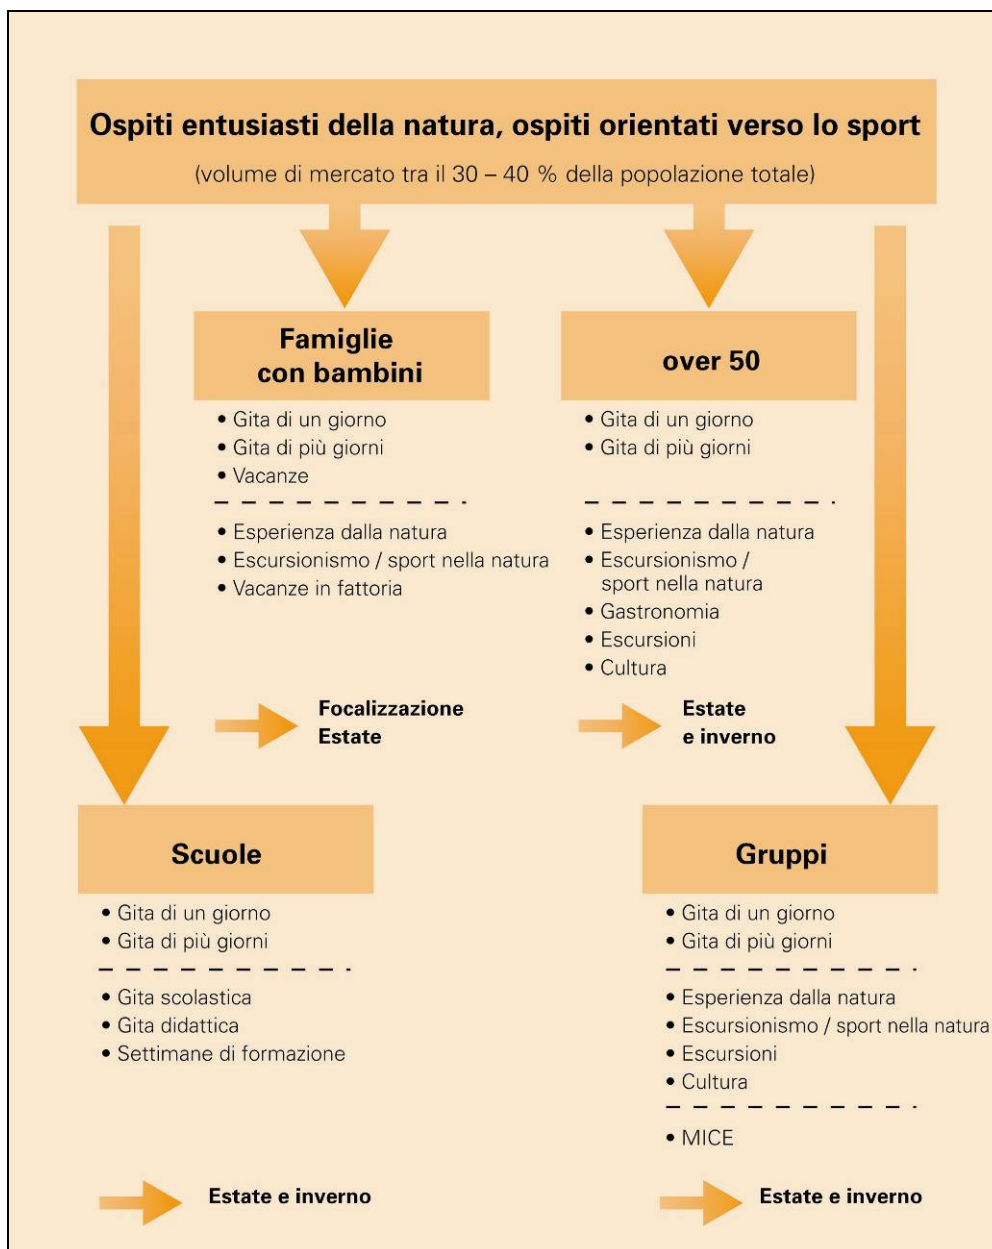 Ospiti entusiasti della natura, ospiti orientati verso lo sport
(volume di mercato tra il 30 – 40 % della popolazione totale)
Famiglie
con bambini
• Gita di un giorno
• Gita di più giorni
• Vacanze
• Esperienza dalla natura
• Escursionismo / sport nella natura
• Vacanze in fattoria
Focalizzazione
Estate
over 50
• Gita di un giorno
• Gita di più giorni
• Esperienza dalla natura
• Escursionismo /
sport nella natura
• Gastronomia
• Escursioni
• Cultura
Estate
e inverno
Scuole
• Gita di un giorno
• Gita di più giorni
• Gita scolastica
• Gita didattica
• Settimane di formazione
Estate e inverno
Gruppi
• Gita di un giorno
• Gita di più giorni
• Esperienza dalla natura
• Escursionismo / sport nella natura
• Escursioni
• Cultura
• MICE
Estate e inverno